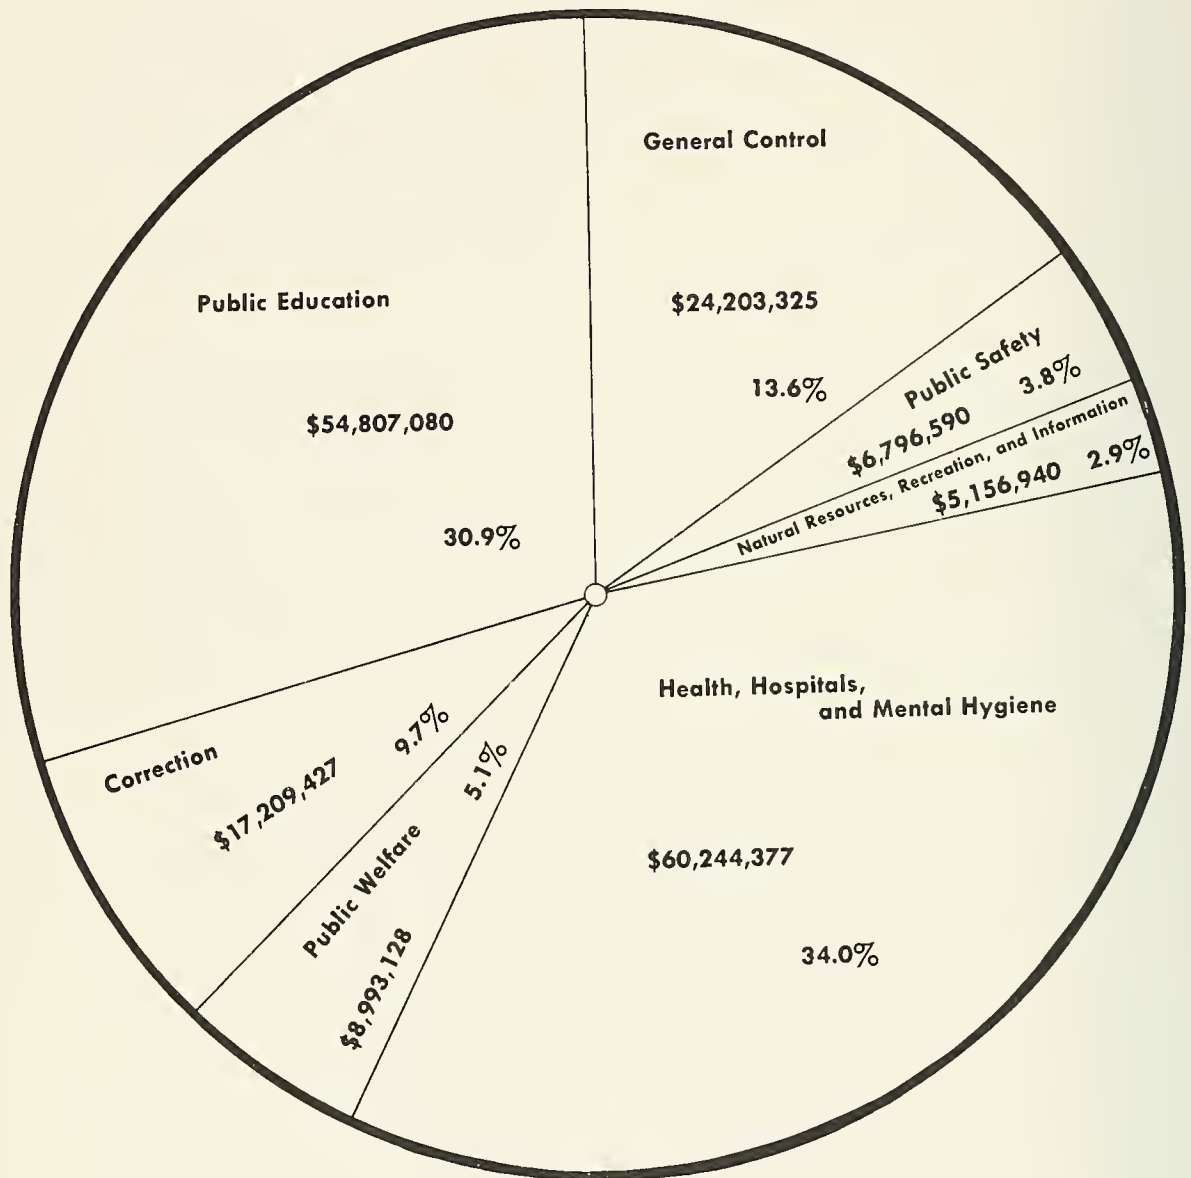 General Control
$24,203,325
13.6%
Public Safety
$6,796,590
3.8%
Natural Resources, Recreation, and Information
$5,156,940
2.9%
Health, Hospitals,
and Mental Hygiene
$60,244,377
34.0%
Public Welfare
$8,993,128
5.1%
Correction
$17,209,427
9.7%
Public Education
$54,807,080
30.9%